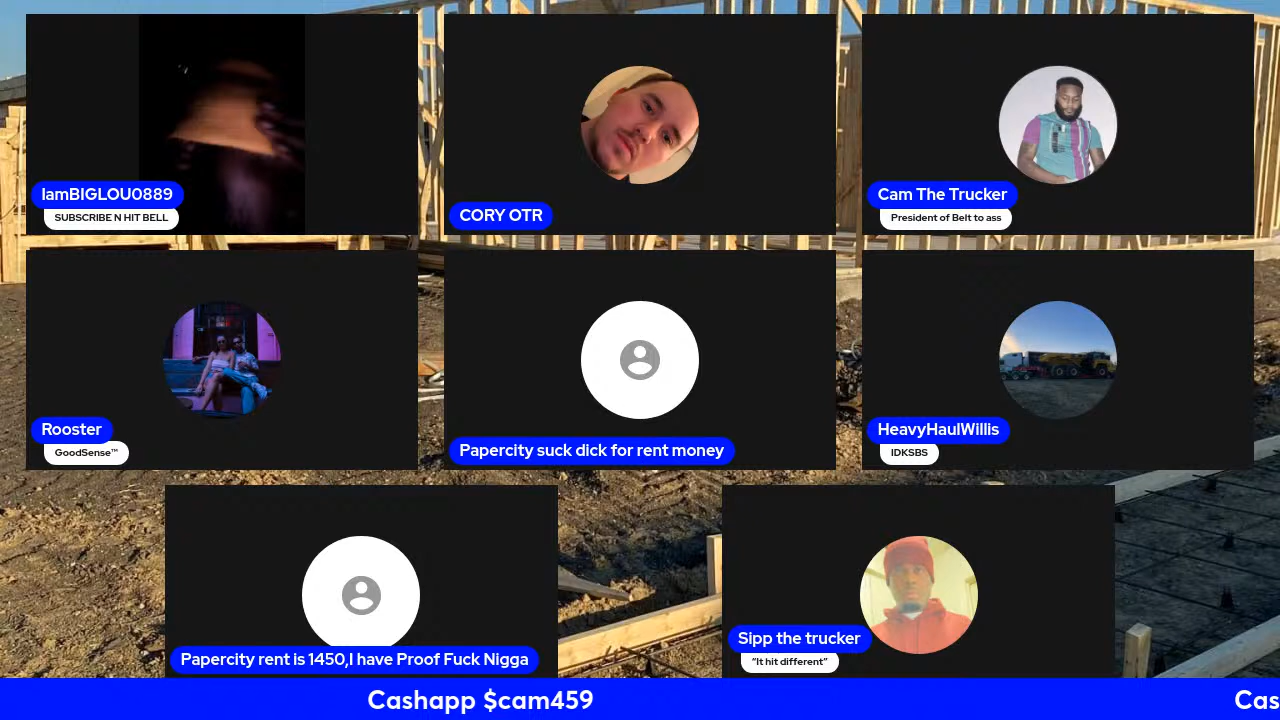 IamBIGLOU0889
SUBSCRIBE N HIT BELL
CORY OTR
Cam The Trucker
President of Belt to ass
Rooster
GoodSense™
Papercity suck dick for rent money
HeavyHaulWillis
IDKSBS
Papercity rent is 1450,I have Proof Fuck Nigga
Sipp the trucker
"It hit different"
Cashapp $cam459
Cas